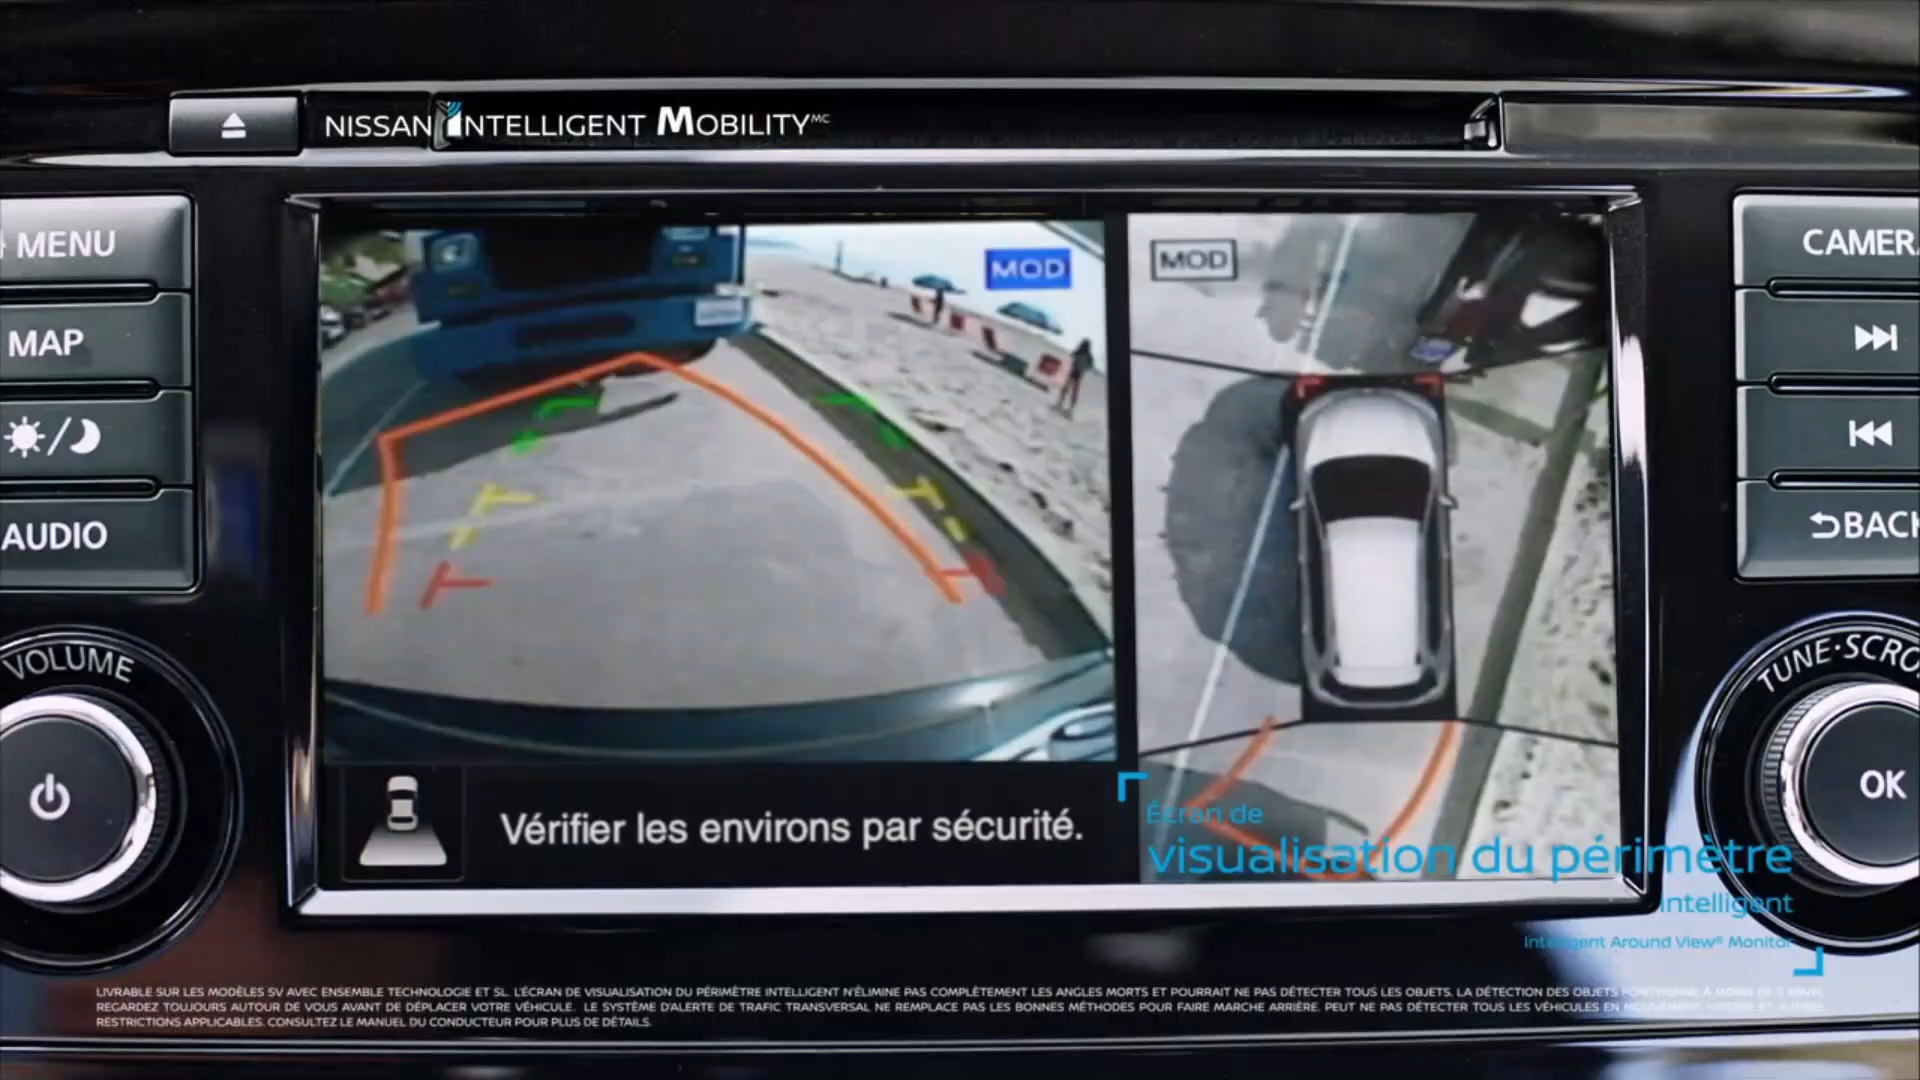 NISSAN INTELLIGENT MOBILITY MC
MENU
MAP
AUDIO
VOLUME
MOD
MOD
CAMER
BACK
TUNE·SCRO
OK
Vérifier les environs par sécurité.
Écran de
visualisation du périmètre
Intelligent
Intelligent Around View® Monitor
LIVRABLE SUR LES MODÈLES SV AVEC ENSEMBLE TECHNOLOGIE ET SL. L'ÉCRAN DE VISUALISATION DU PÉRIMÈTRE INTELLIGENT N'ÉLIMINE PAS COMPLÈTEMENT LES ANGLES MORTS ET POURRAIT NE PAS DÉTECTER TOUS LES OBJETS. LA DÉTECTION DES OBJETS FONCTIONNE À MOINS DE
REGARDEZ TOUJOURS AUTOUR DE VOUS AVANT DE DÉPLACER VOTRE VÉHICULE. LE SYSTÈME D'ALERTE DE TRAFIC TRANSVERSAL NE REMPLACE PAS LES BONNES MÉTHODES POUR FAIRE MARCHE ARRIÈRE. PEUT NE PAS DÉTECTER TOUS LES VÉHICULES EN
RESTRICTIONS APPLICABLES. CONSULTEZ LE MANUEL DU CONDUCTEUR POUR PLUS DE DÉTAILS.